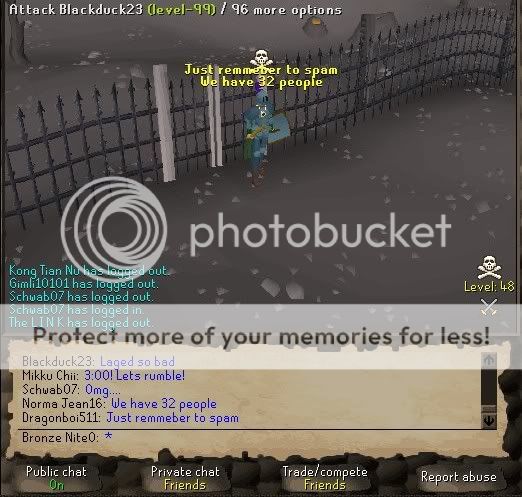 Attack Blackduck23 (level-99) / 96 more options
Just remmeber to spam
We have 32 people
photobucket
Kong Tian Nu has logged out.
Gimli10101 has logged out.
Schwab07 has logged out.
Schwab07 has logged in.
The L I N K has logged out.
Level: 48
Protect more of your memories for less!
Blackduck23: Laged so bad
Mikku Chii: 3:00! Lets rumble!
Schwab07: Omg....
Norma Jean16: We have 32 people
Dragonboi511: Just remmeber to spam
Bronze Nite0: *
Public chat
On
Private chat
Friends
Trade/compete
Friends
Report abuse